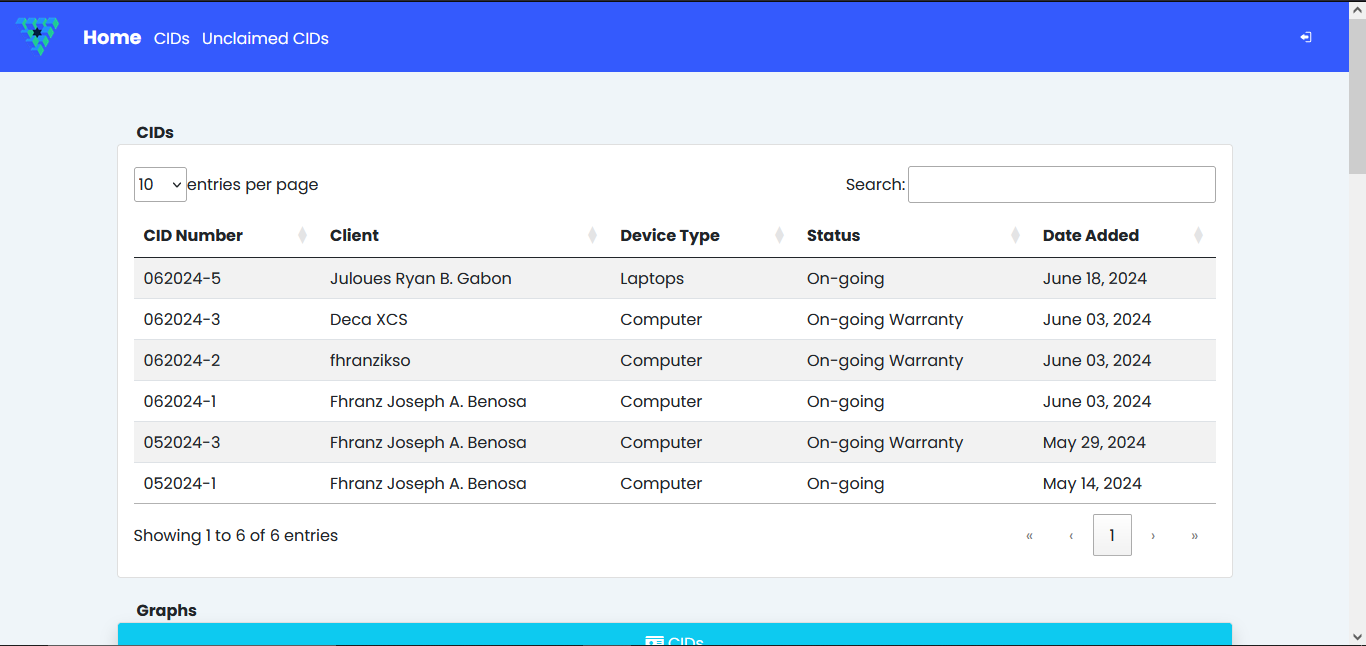 Home CIDs Unclaimed CIDs
CIDs
10 entries per page Search:
CID Number Client Device Type Status Date Added
062024-5 Juloues Ryan B. Gabon Laptops On-going June 18, 2024
062024-3 Deca XCS Computer On-going Warranty June 03, 2024
062024-2 fhranzikso Computer On-going Warranty June 03, 2024
062024-1 Fhranz Joseph A. Benosa Computer On-going June 03, 2024
052024-3 Fhranz Joseph A. Benosa Computer On-going Warranty May 29, 2024
052024-1 Fhranz Joseph A. Benosa Computer On-going May 14, 2024
Showing 1 to 6 of 6 entries « ‹ 1 › »
Graphs
CIDs